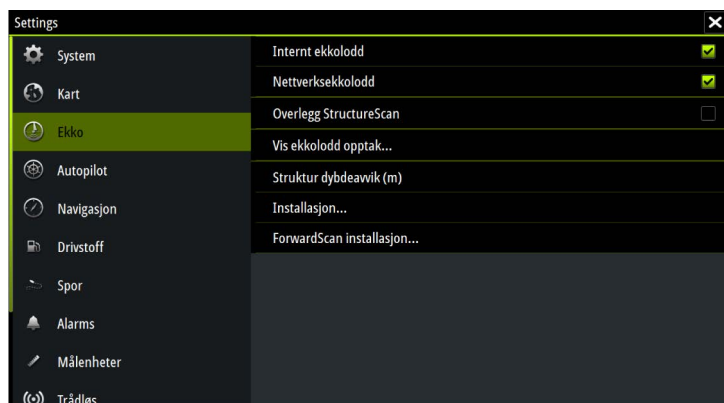 Settings
System
Kart
Ekko
Autopilot
Navigasjon
Drivstoff
Spor
Alarms
Målenheter
Trådløs
Internt ekkolodd
Nettverksekkolodd
Overlegg StructureScan
Vis ekkolodd opptak...
Struktur dybdeavvik (m)
Installasjon...
ForwardScan installasjon...